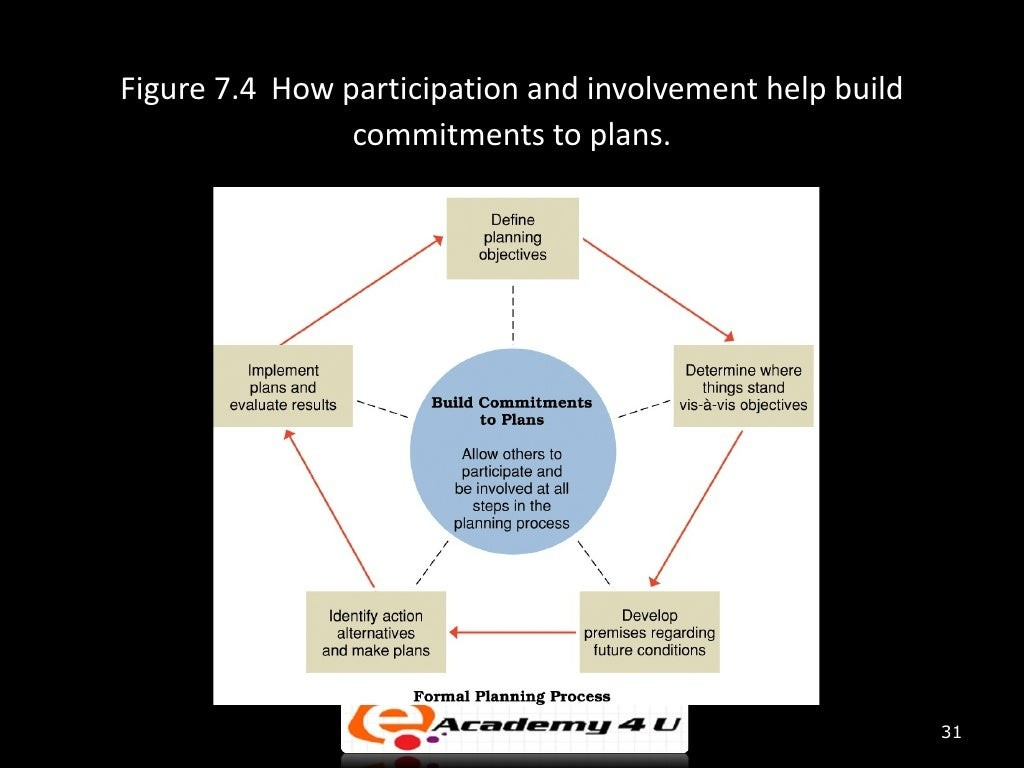 Figure 7.4 How participation and involvement help build
commitments to plans.
Define
planning
objectives
Implement
plans and
evaluate results
Determine where
things stand
vis-à-vis objectives
Build Commitments
to Plans
Allow others to
participate and
be involved at all
steps in the
planning process
Identify action
alternatives
and make plans
Develop
premises regarding
future conditions
Formal Planning Process
e Academy 4 U
31